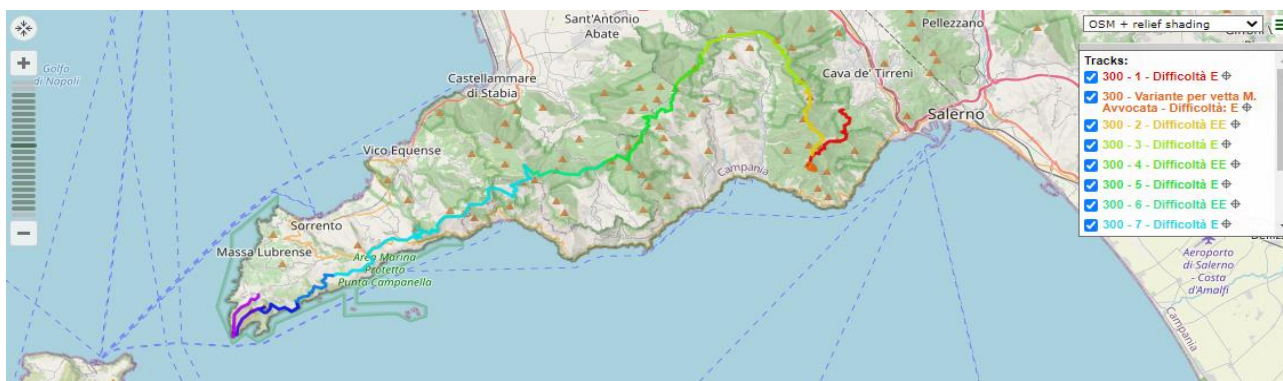 Golfo
di Napoli
Sant'Antonio
Abate
Pellezzano
OSM + relief shading
Castellammare
di Stabia
Cava de' Tirreni
Salerno
Vico Equense
Campania
Sorrento
Massa Lubrense
Area Marina
Protetta
Punta Campanella
Tracks:
300 - 1 - Difficoltà E
300 - Variante per vetta M.
Avvocata - Difficoltà: E
300 - 2 - Difficoltà EE
300 - 3 - Difficoltà E
300 - 4 - Difficoltà EE
300 - 5 - Difficoltà E
300 - 6 - Difficoltà EE
300 - 7 - Difficoltà E
Aeroporto
di Salerno
- Costa
d'Amalfi
Campania